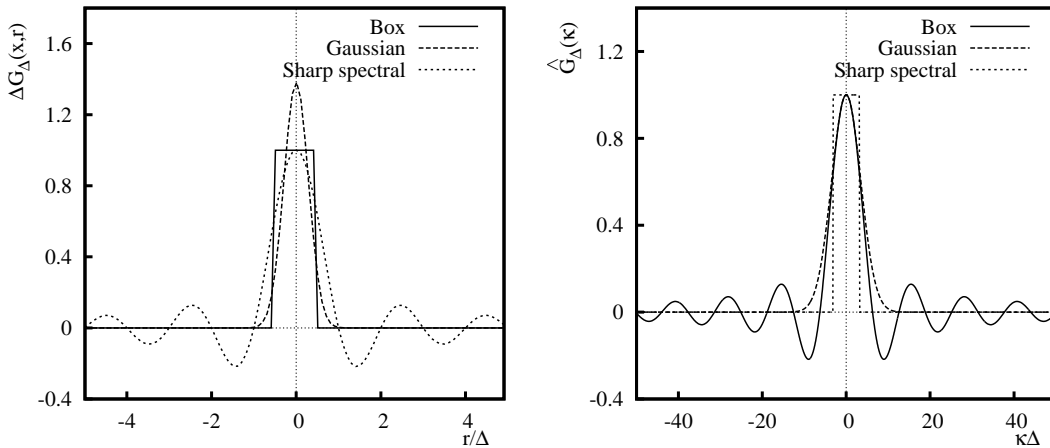 ΔG_Δ(x,r)
1.6
1.2
0.8
0.4
0
-0.4
-4
-2
0
2
4
r/Δ
Box
Gaussian
Sharp spectral
Ĝ_Δ(κ)
1.2
0.8
0.4
0
-0.4
-40
-20
0
20
40
κΔ
Box
Gaussian
Sharp spectral